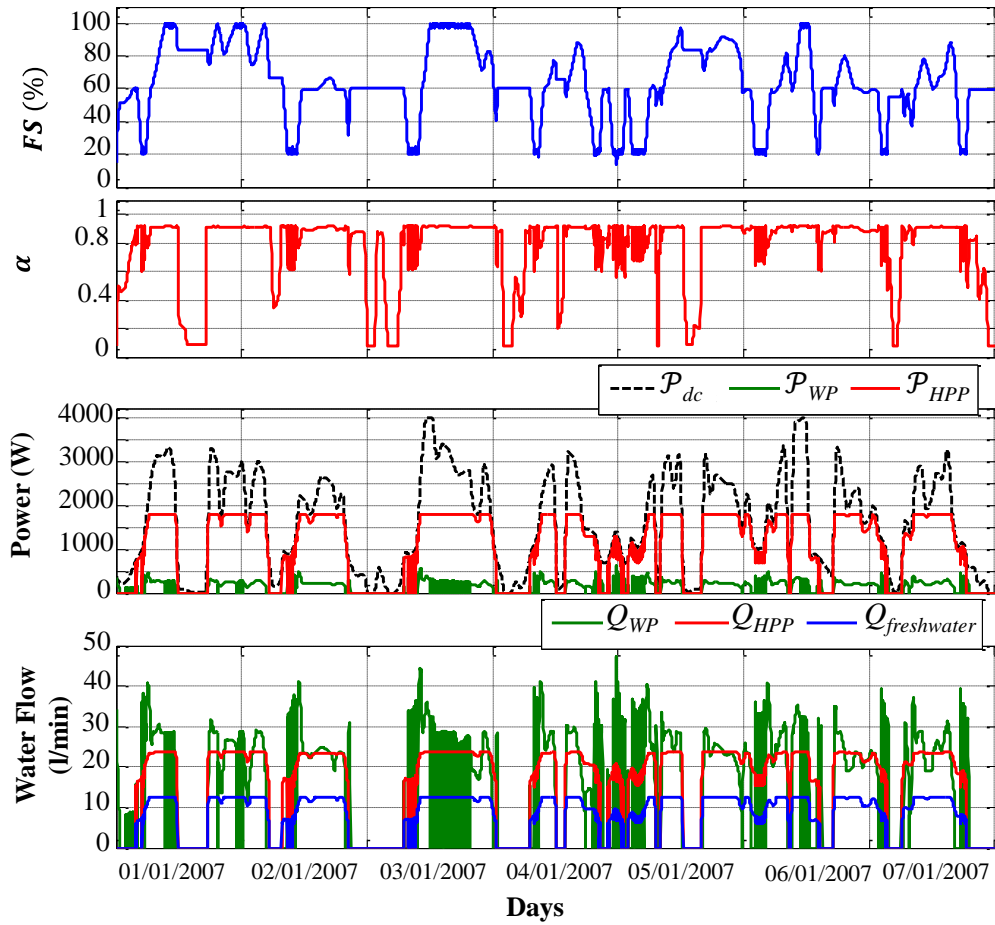 100
80
60
40
20
0
FS (%)
1
0.8
0.4
0
α
𝒫dc 𝒫WP 𝒫HPP
4000
3000
2000
1000
0
Power (W)
QWP QHPP Qfreshwater
50
40
30
20
10
0
Water Flow
(l/min)
01/01/2007 02/01/2007 03/01/2007 04/01/2007 05/01/2007 06/01/2007 07/01/2007
Days